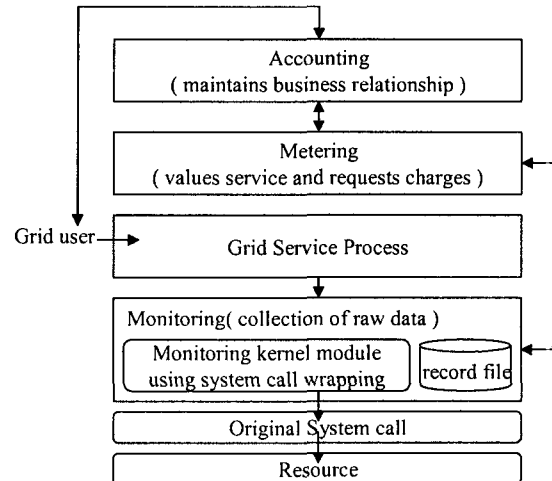 Accounting
( maintains business relationship )
Metering
( values service and requests charges )
Grid user
Grid Service Process
Monitoring( collection of raw data )
Monitoring kernel module
using system call wrapping
record file
Original System call
Resource